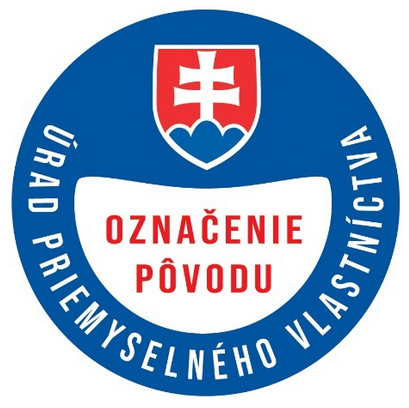 OZNAČENIE
PÔVODU
ÚRAD PRIEMYSELNÉHO VLASTNÍCTVA